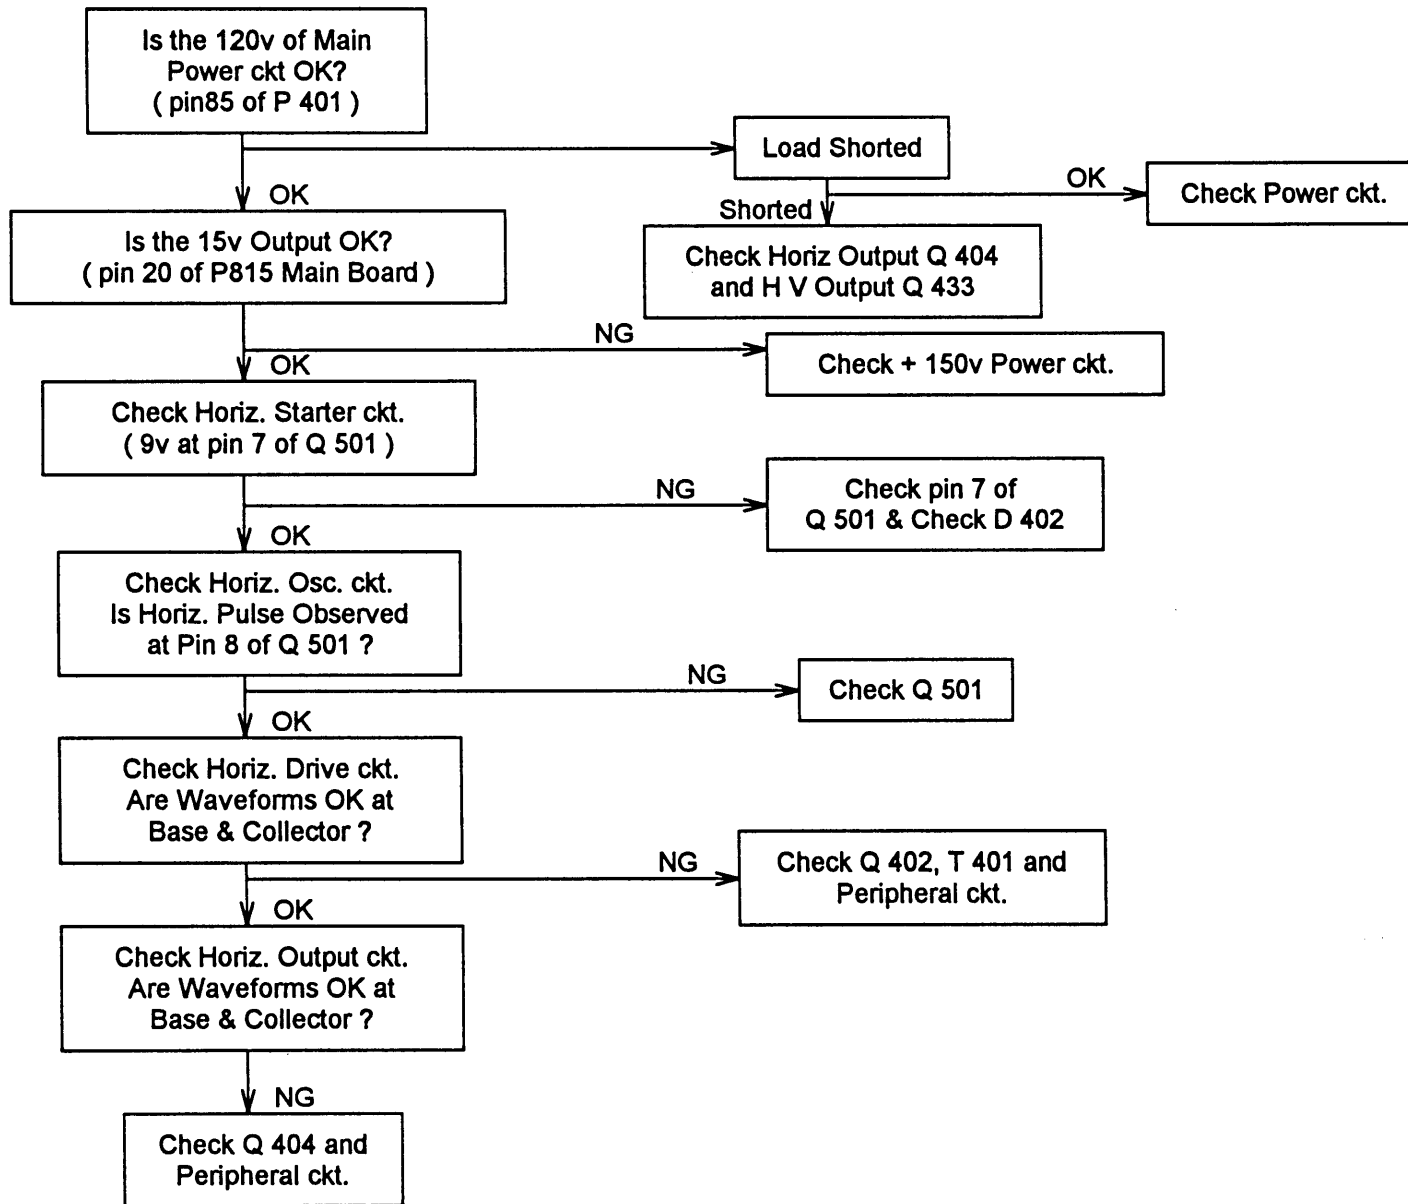 Is the 120v of Main
Power ckt OK?
( pin85 of P 401 )
Load Shorted
OK
Check Power ckt.
OK
Shorted
Is the 15v Output OK?
( pin 20 of P815 Main Board )
Check Horiz Output Q 404
and H V Output Q 433
NG
OK
Check + 150v Power ckt.
Check Horiz. Starter ckt.
( 9v at pin 7 of Q 501 )
NG
Check pin 7 of
Q 501 & Check D 402
OK
Check Horiz. Osc. ckt.
Is Horiz. Pulse Observed
at Pin 8 of Q 501 ?
NG
Check Q 501
OK
Check Horiz. Drive ckt.
Are Waveforms OK at
Base & Collector ?
NG
Check Q 402, T 401 and
Peripheral ckt.
OK
Check Horiz. Output ckt.
Are Waveforms OK at
Base & Collector ?
NG
Check Q 404 and
Peripheral ckt.